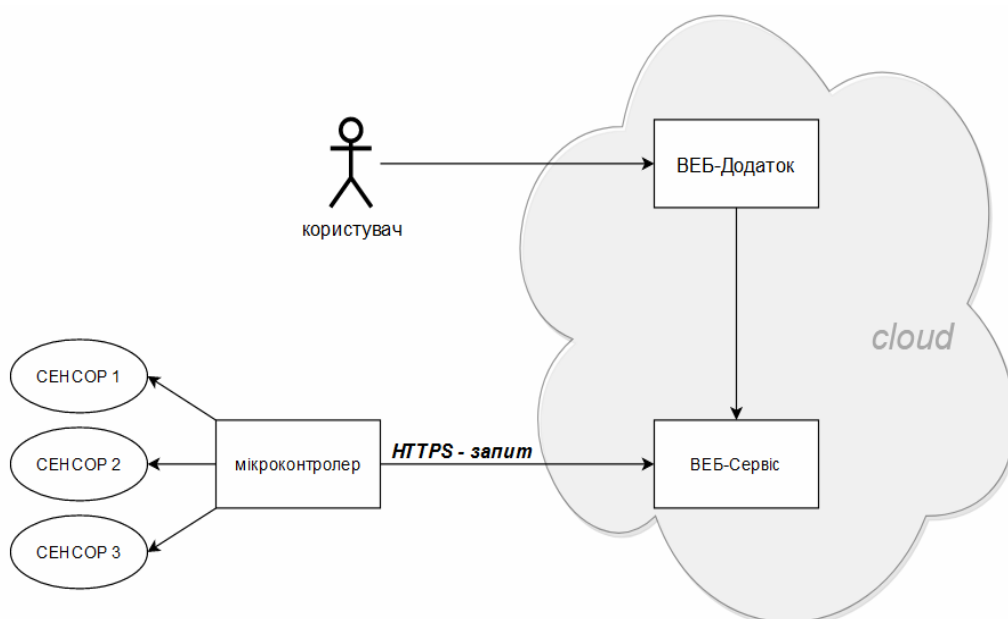 ВЕБ-Додаток
користувач
cloud
СЕНСОР 1
HTTPS - запит
СЕНСОР 2
мікроконтролер
ВЕБ-Сервіс
СЕНСОР 3